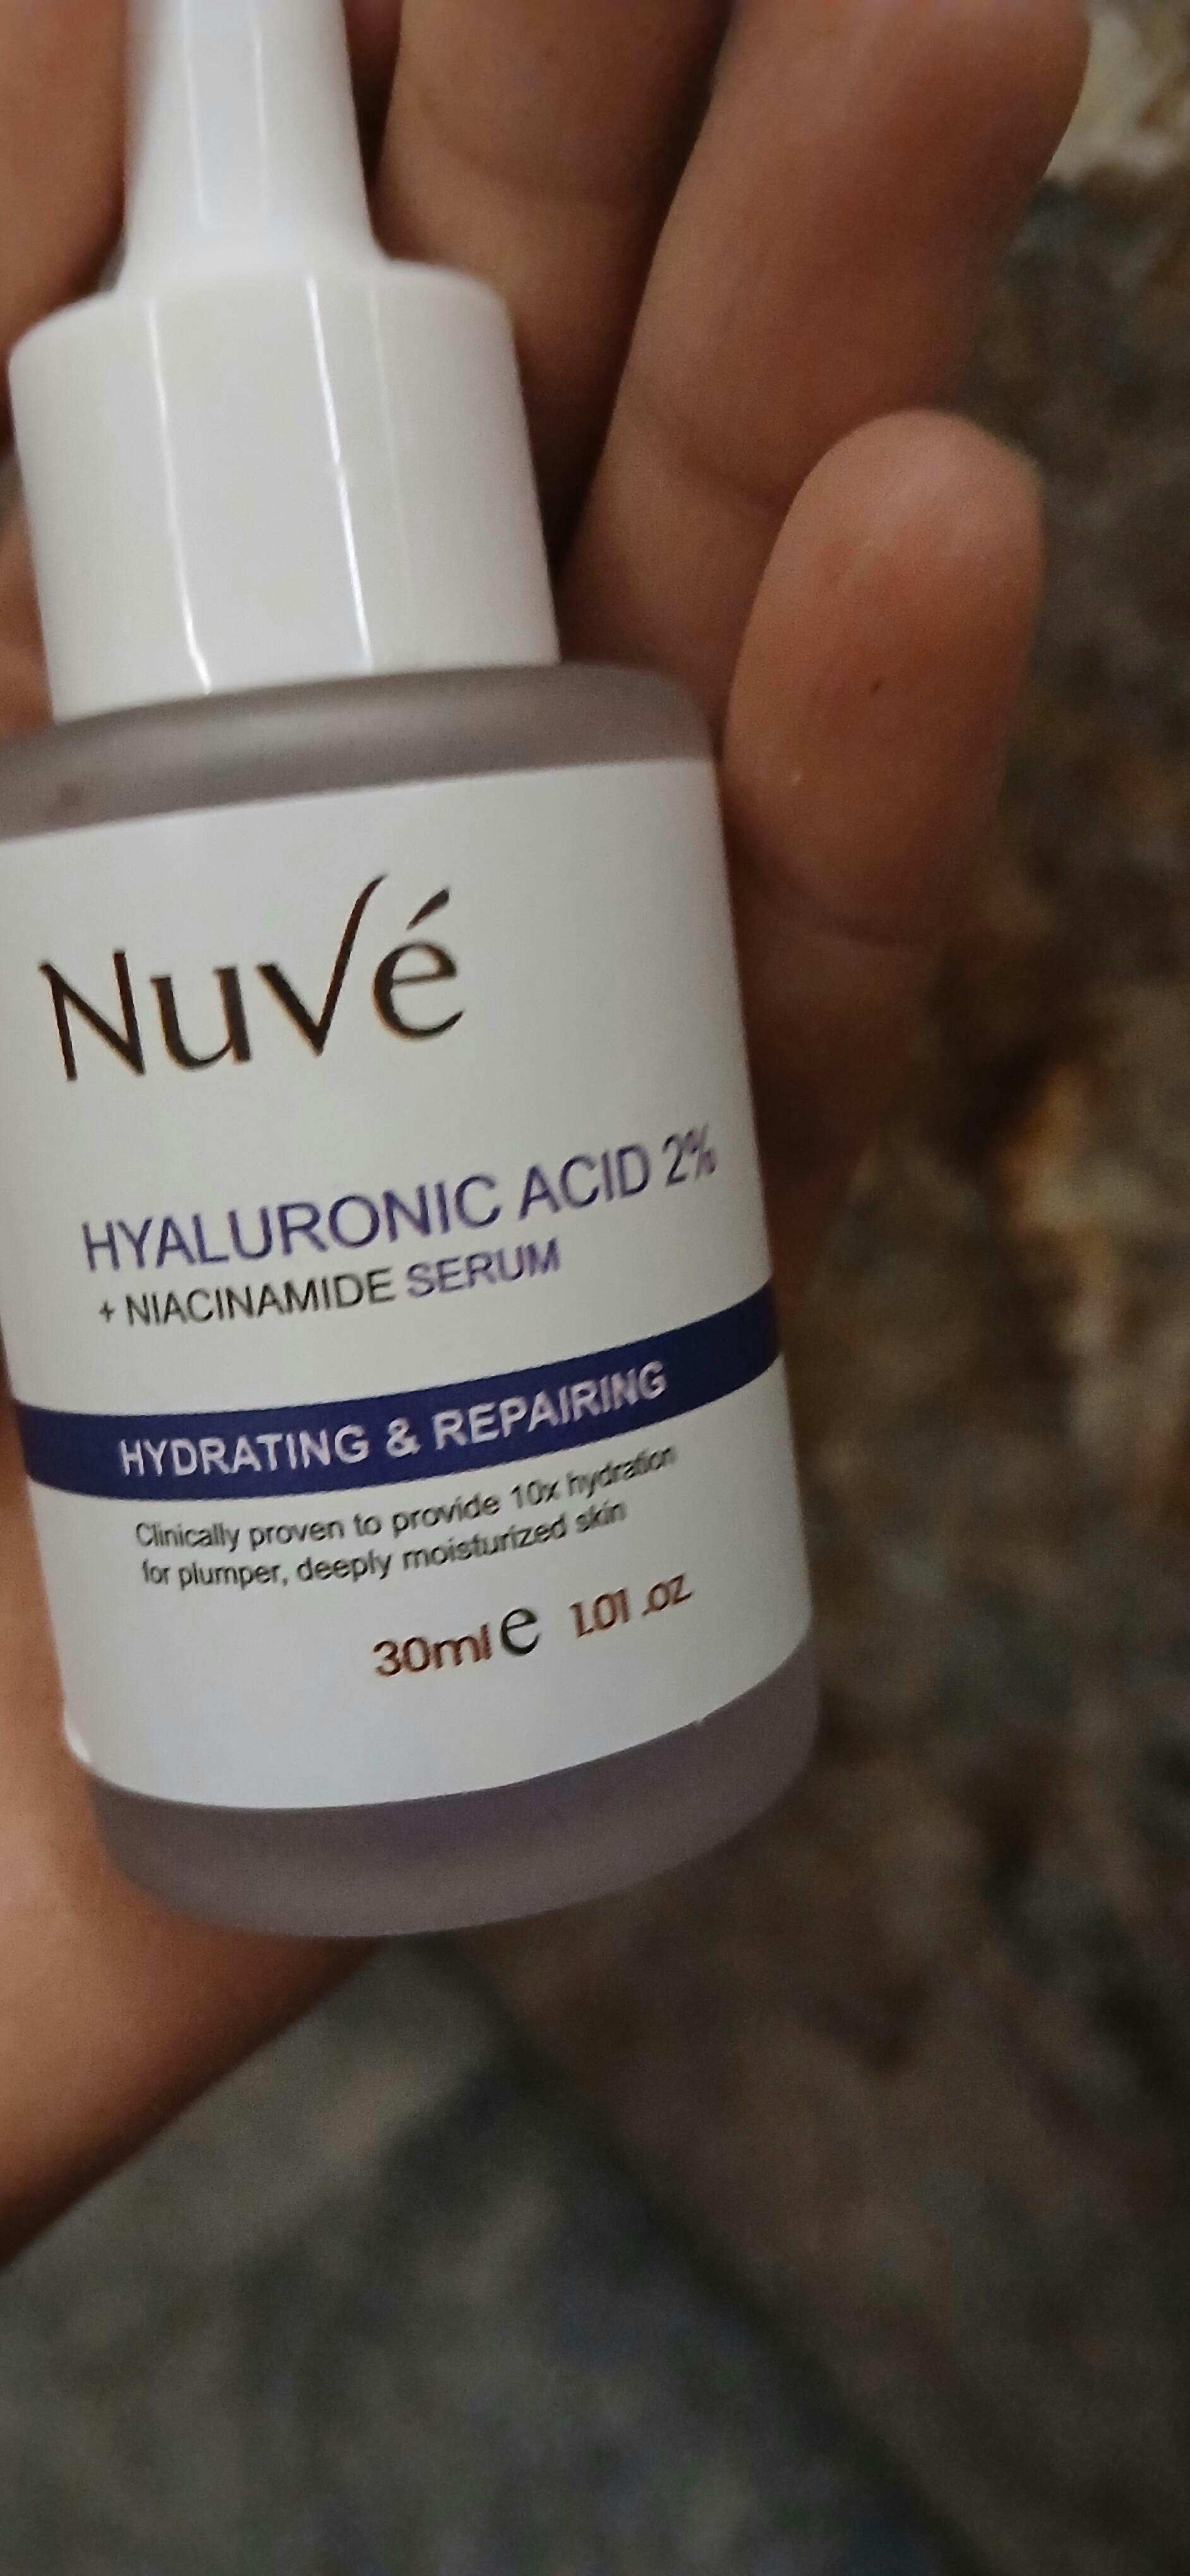 Nuvé
HYALURONIC ACID 2%
+ NIACINAMIDE SERUM
HYDRATING & REPAIRING
Clinically proven to provide 10x hydration
for plumper, deeply moisturized skin
30ml e 1.01 .oz